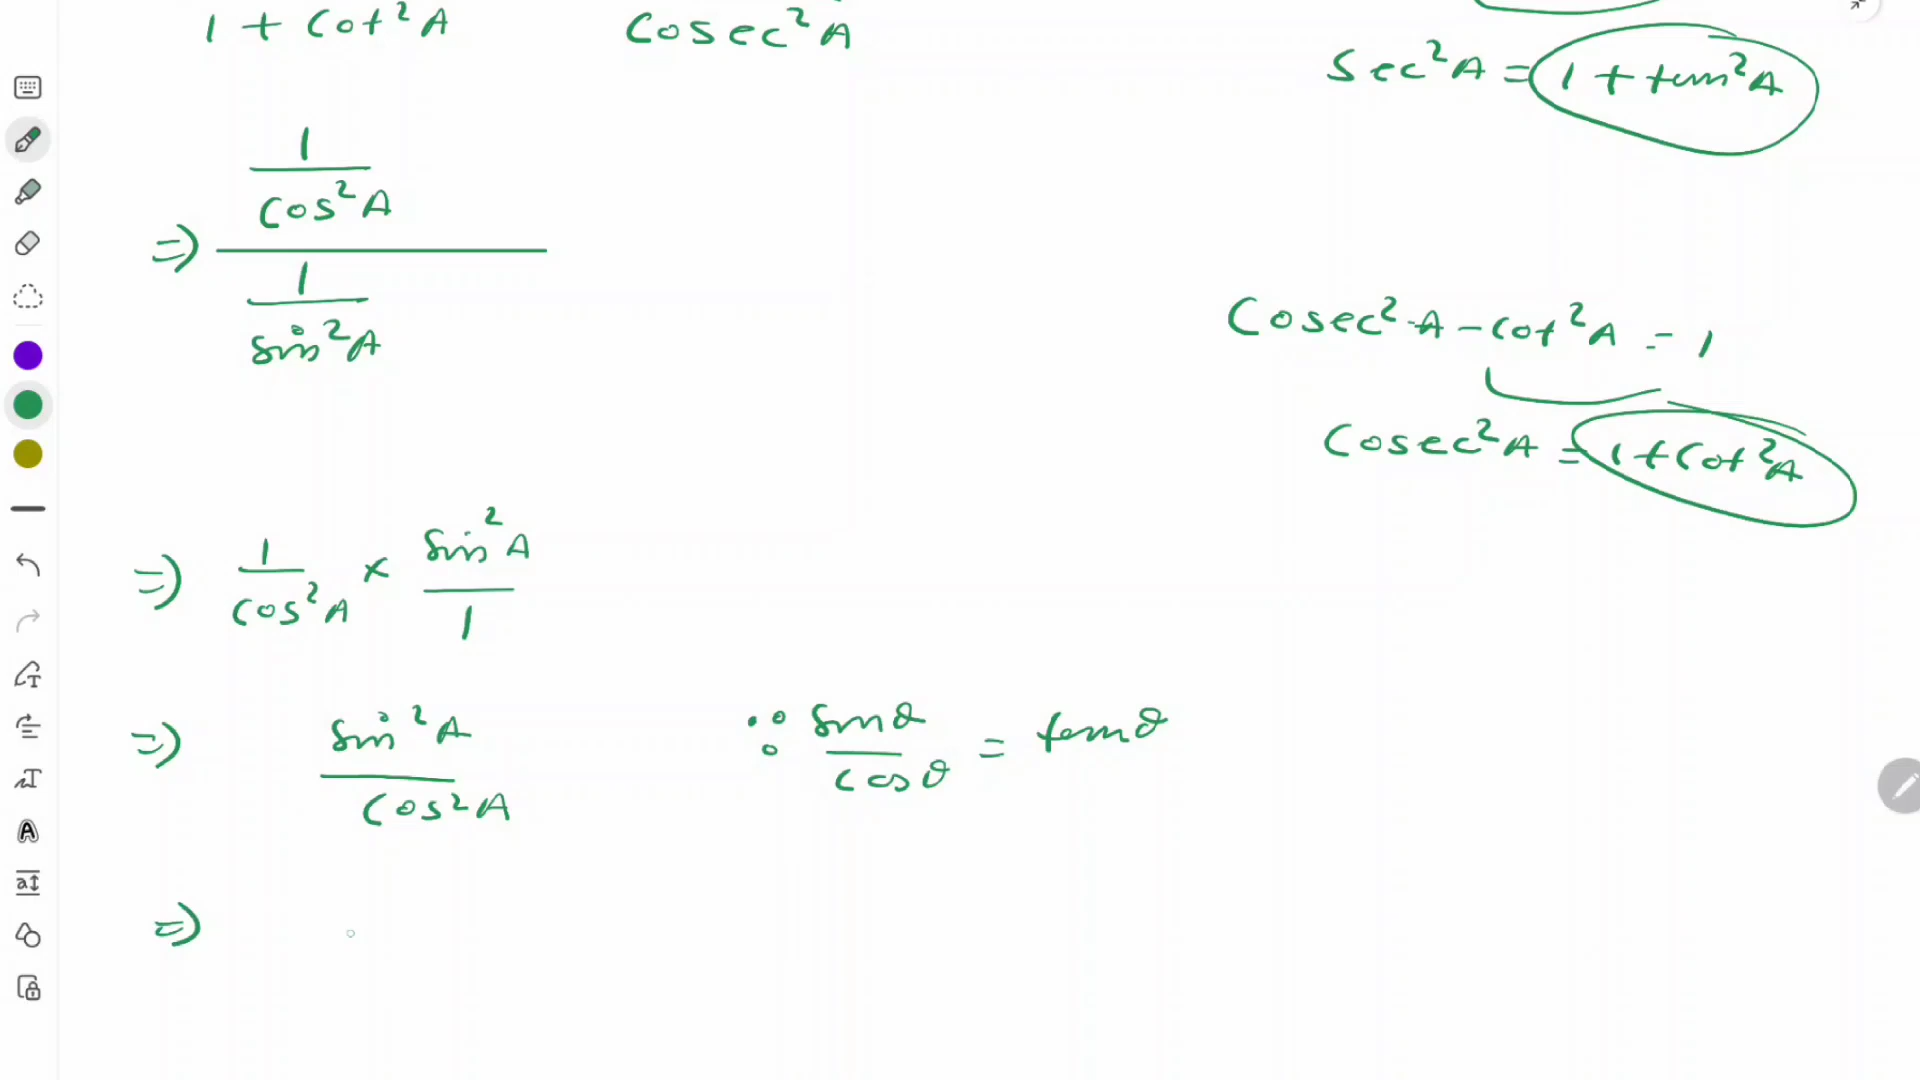 1 + Cot²A Cosec²A
Sec²A = 1 + tan²A
1
Cos²A
=>
1
sin²A
Cosec²A - Cot²A = 1
Cosec²A = 1 + Cot²A
=> 1/Cos²A × sin²A/1
=> sin²A/Cos²A ∵ sinθ/cosθ = tanθ
=>